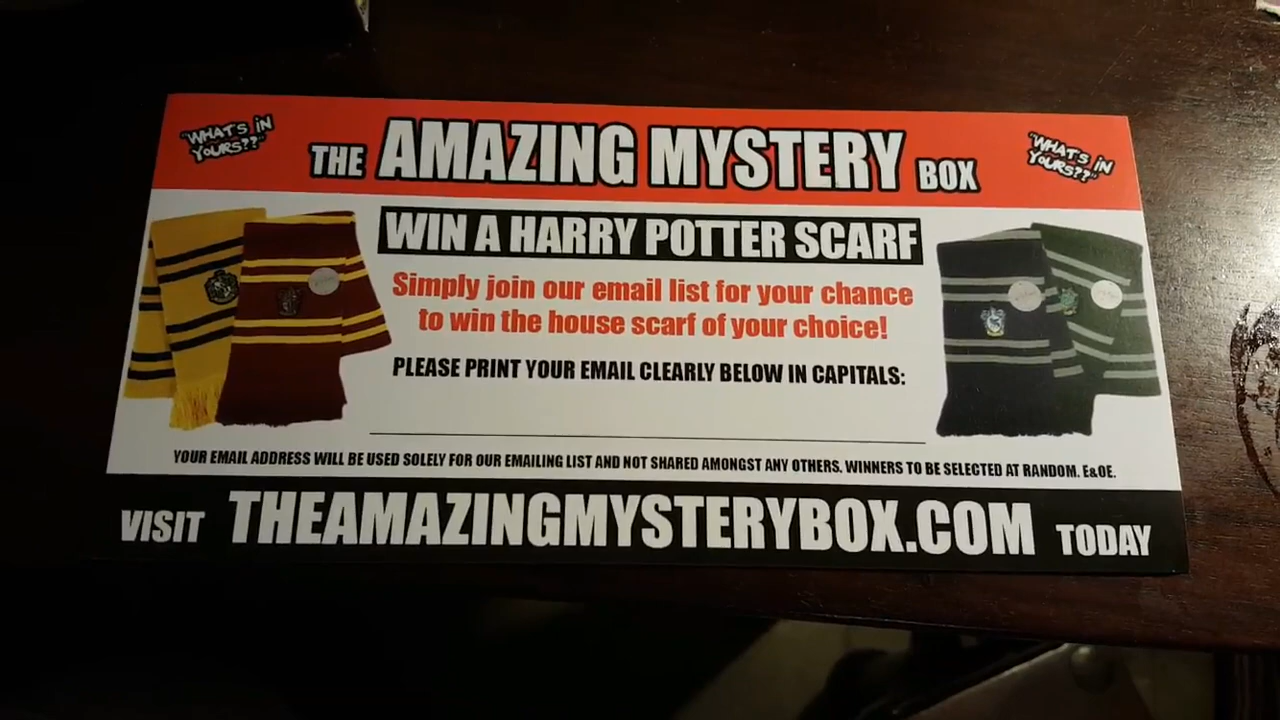 "WHAT'S IN YOURS??"
THE AMAZING MYSTERY BOX
"WHAT'S IN YOURS??"
WIN A HARRY POTTER SCARF
Simply join our email list for your chance
to win the house scarf of your choice!
PLEASE PRINT YOUR EMAIL CLEARLY BELOW IN CAPITALS:
YOUR EMAIL ADDRESS WILL BE USED SOLELY FOR OUR EMAILING LIST AND NOT SHARED AMONGST ANY OTHERS. WINNERS TO BE SELECTED AT RANDOM. E&OE.
VISIT THEAMAZINGMYSTERYBOX.COM TODAY